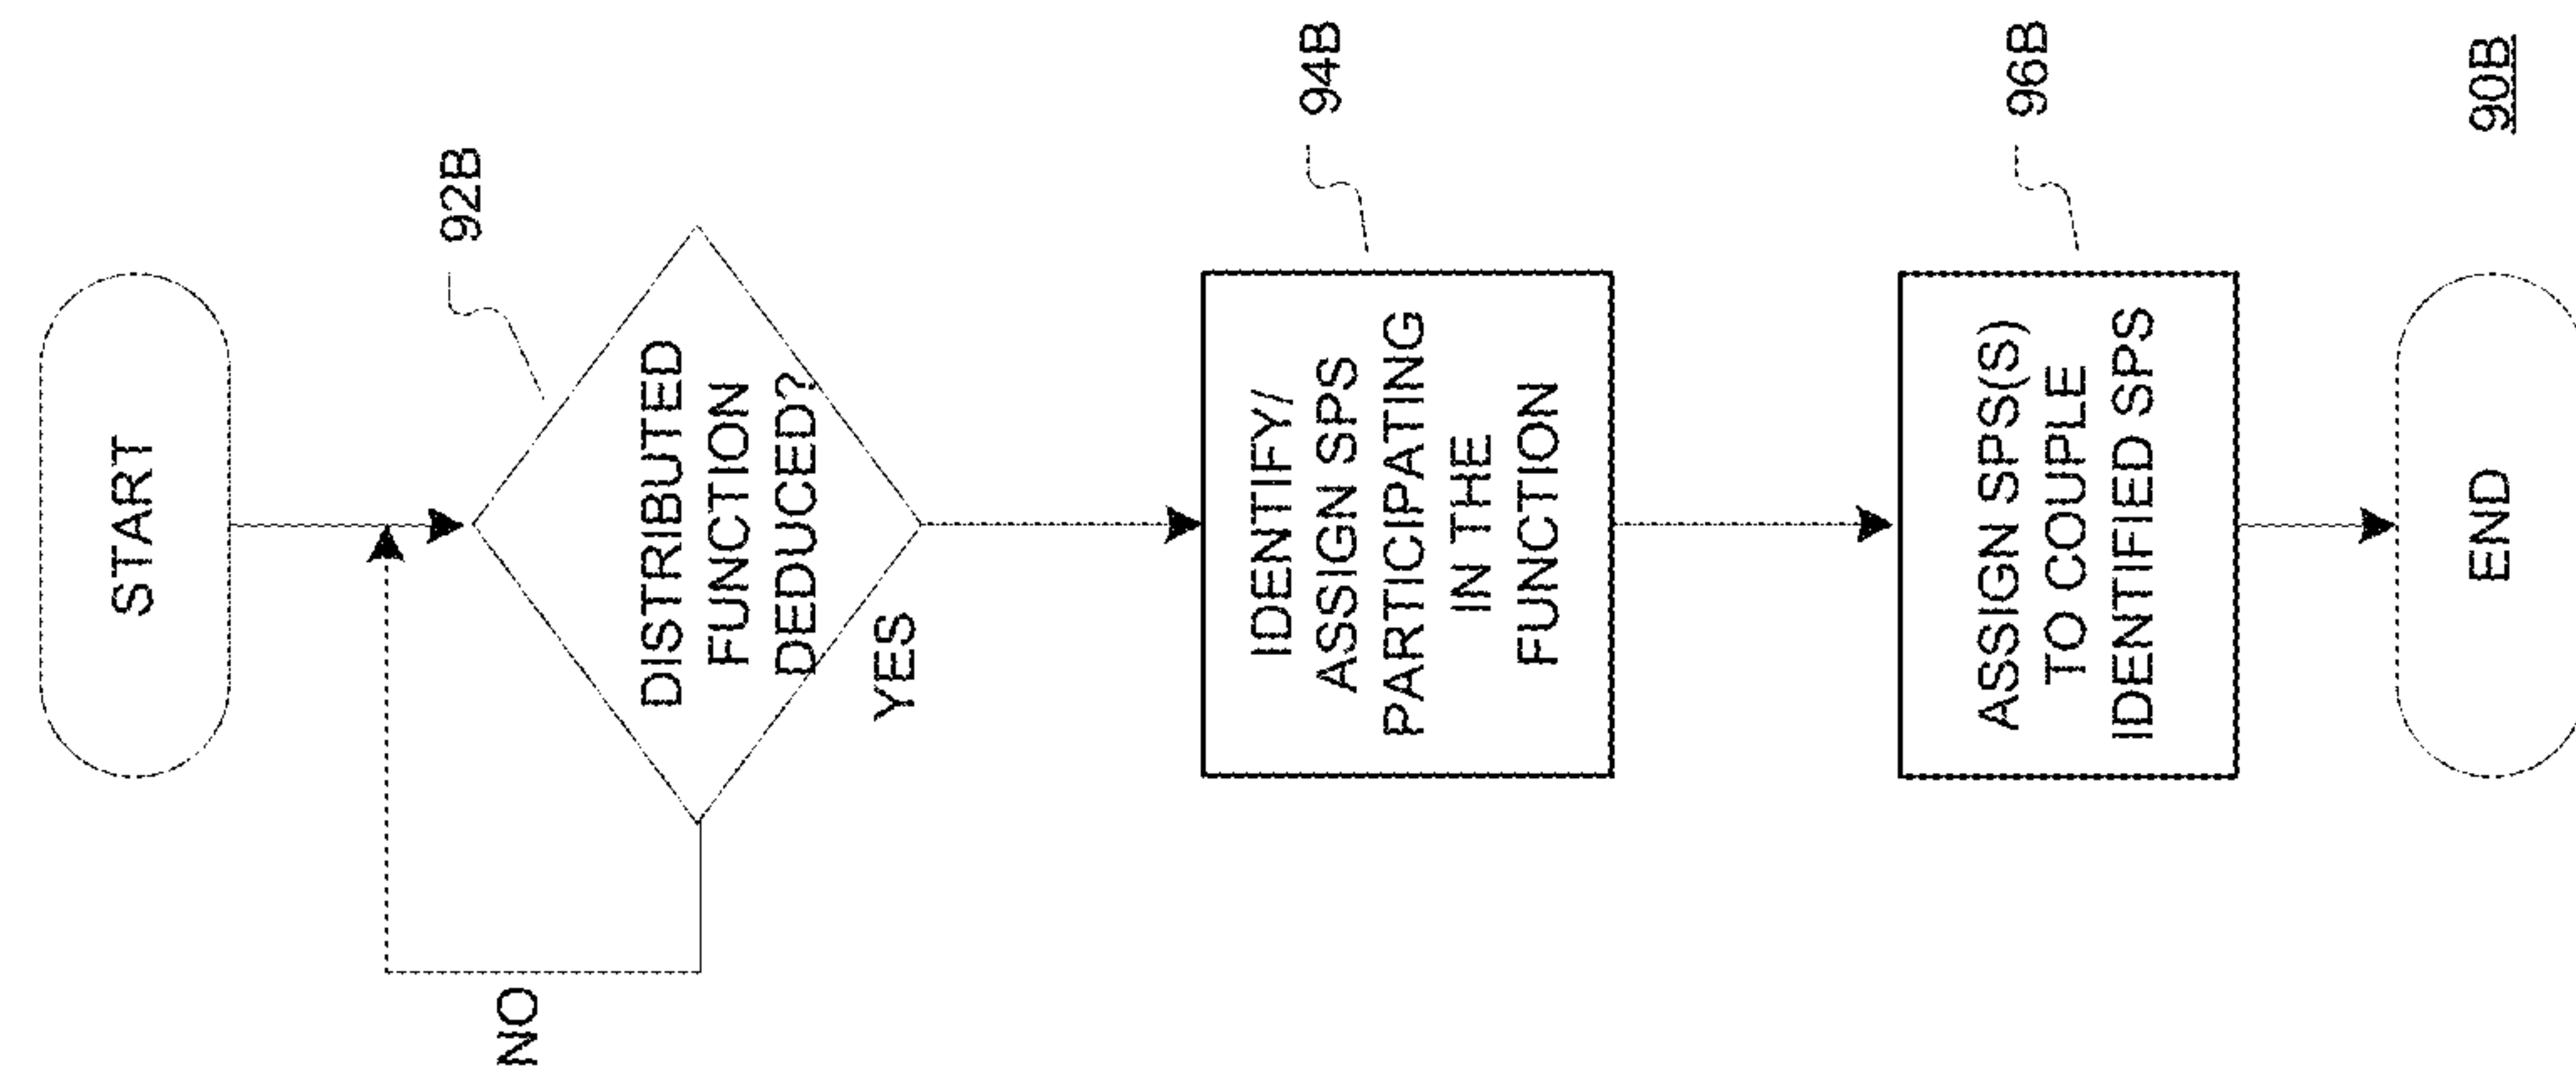 START
92B
DISTRIBUTED
FUNCTION
DEDUCED?
NO
YES
94B
IDENTIFY/
ASSIGN SPS
PARTICIPATING
IN THE
FUNCTION
96B
ASSIGN SPS(S)
TO COUPLE
IDENTIFIED SPS
END
90B